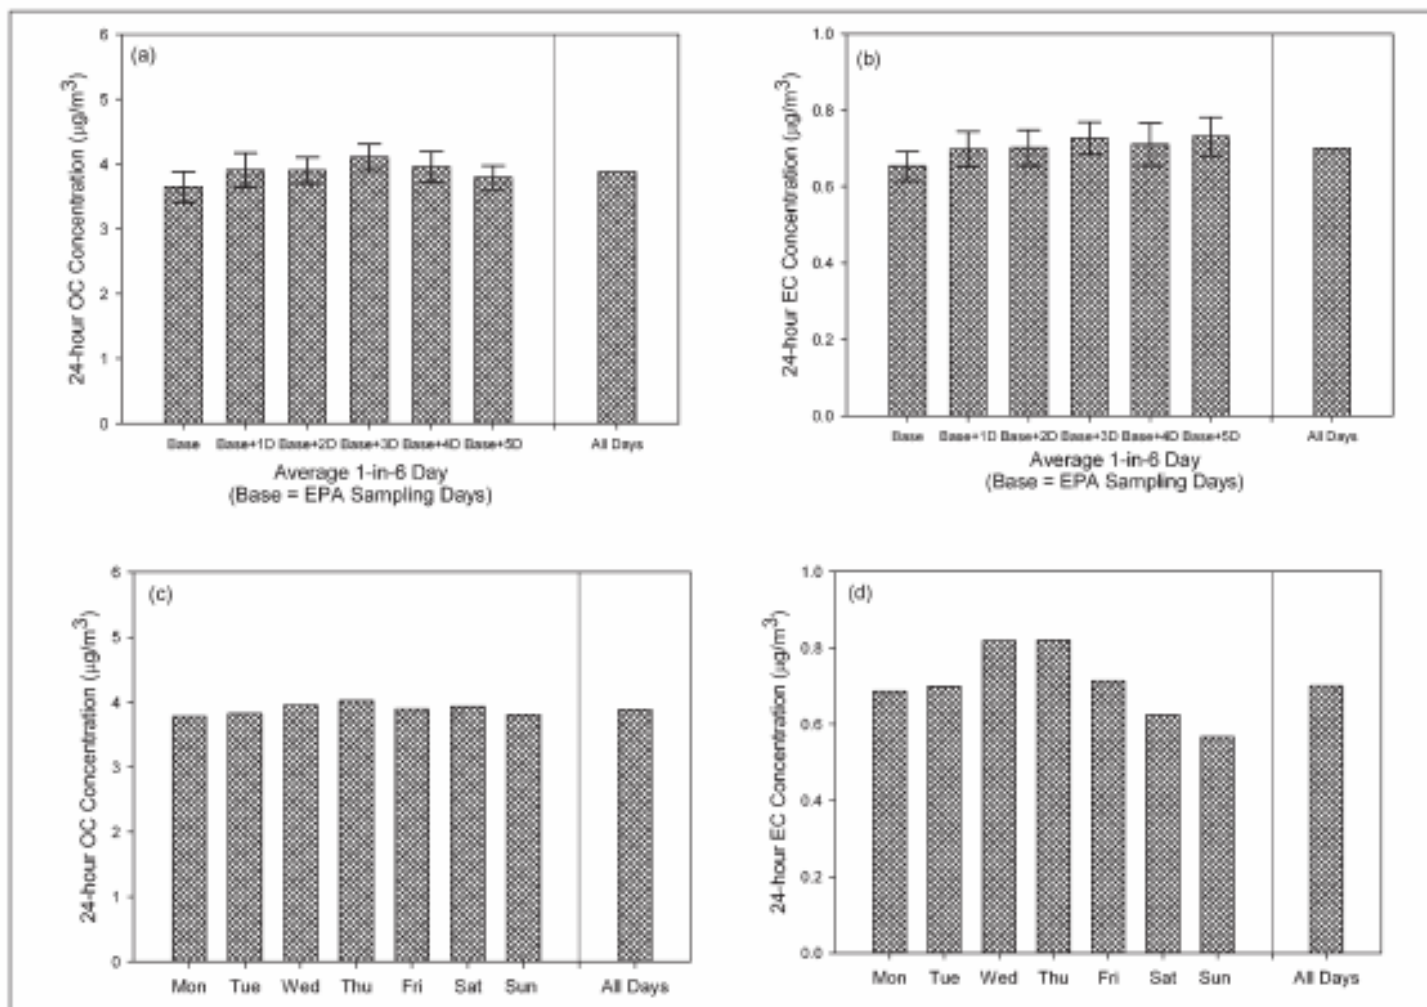 (a)
24-hour OC Concentration (μg/m3)
6
5
4
3
2
1
0
Base Base+1D Base+2D Base+3D Base+4D Base+5D All Days
Average 1-in-6 Day
(Base = EPA Sampling Days)
(b)
24-hour EC Concentration (μg/m3)
1.0
0.8
0.6
0.4
0.2
0.0
Base Base+1D Base+2D Base+3D Base+4D Base+5D All Days
Average 1-in-6 Day
(Base = EPA Sampling Days)
(c)
24-hour OC Concentration (μg/m3)
6
5
4
3
2
1
0
Mon Tue Wed Thu Fri Sat Sun All Days
(d)
24-hour EC Concentration (μg/m3)
1.0
0.8
0.6
0.4
0.2
0.0
Mon Tue Wed Thu Fri Sat Sun All Days